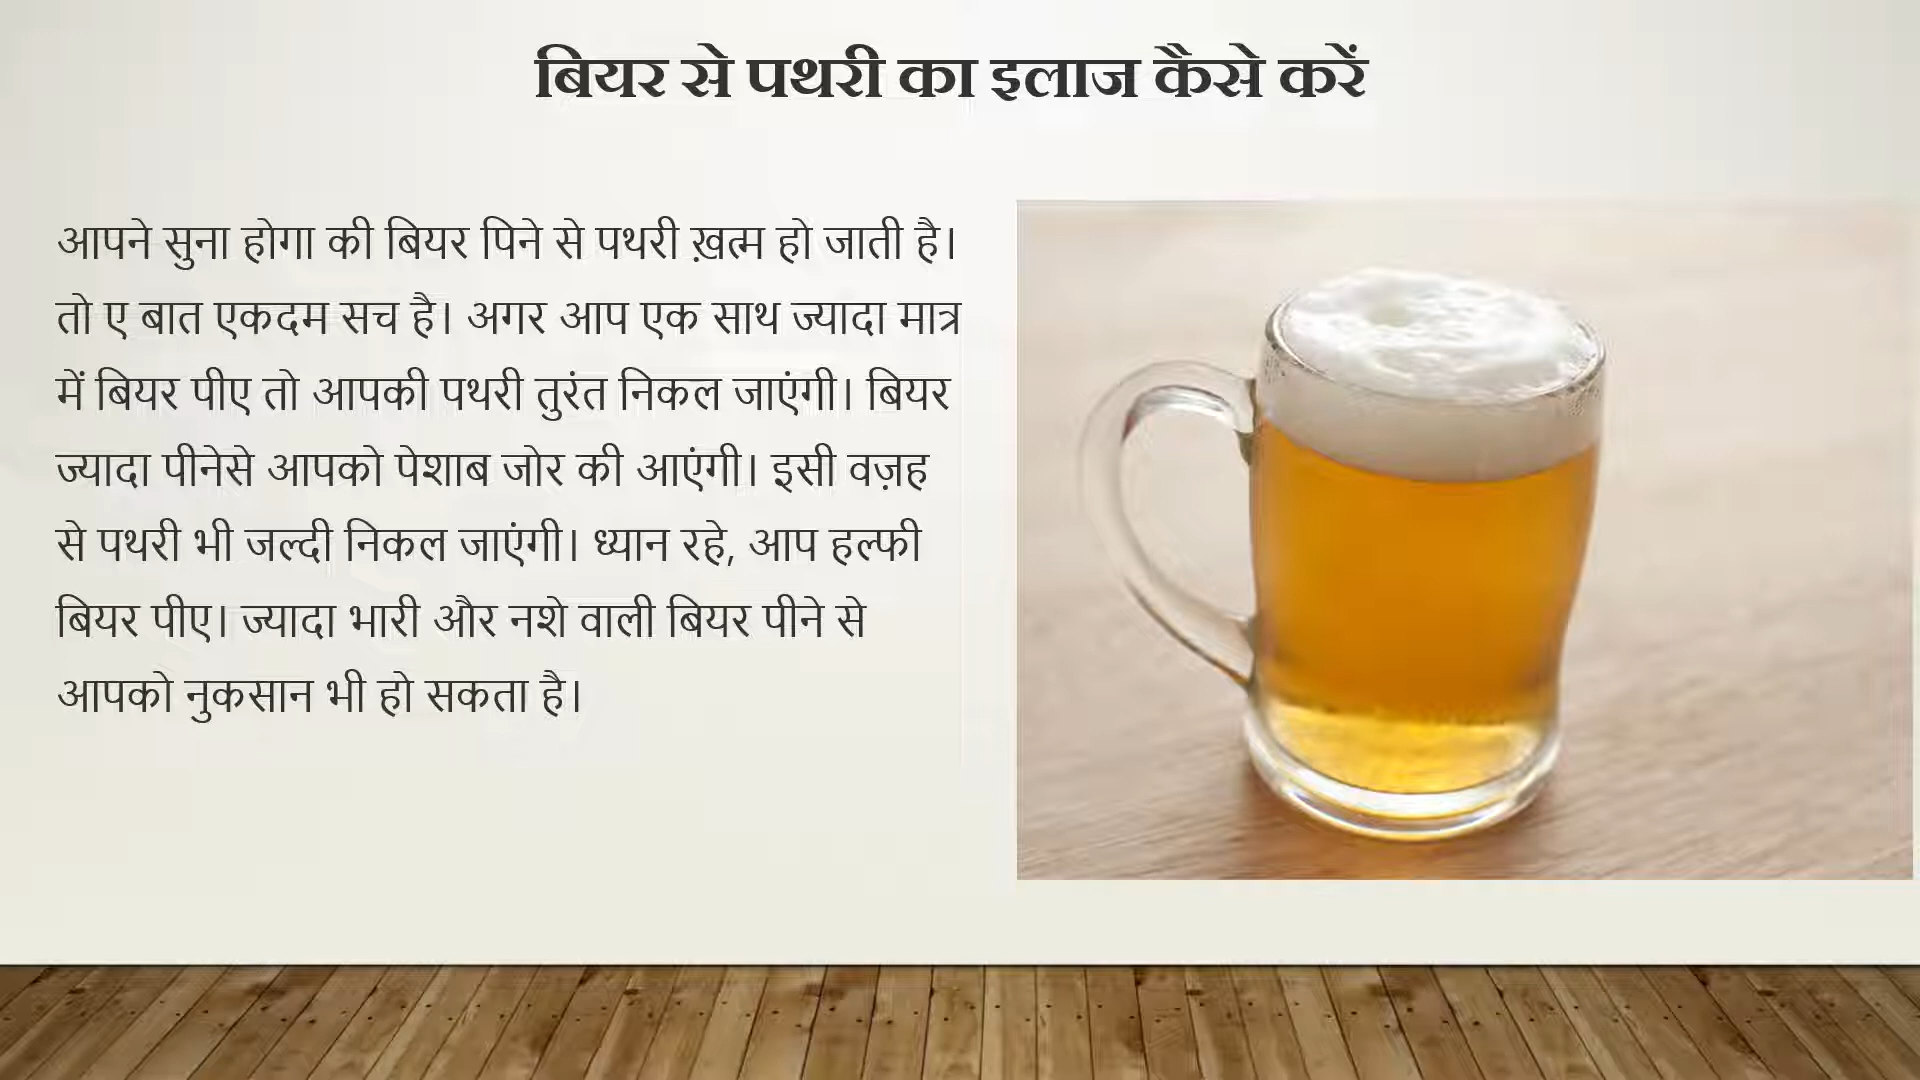 बियर से पथरी का इलाज कैसे करें
आपने सुना होगा की बियर पिने से पथरी ख़त्म हो जाती है।
तो ए बात एकदम सच है। अगर आप एक साथ ज्यादा मात्र
में बियर पीए तो आपकी पथरी तुरंत निकल जाएंगी। बियर
ज्यादा पीनेसे आपको पेशाब जोर की आएंगी। इसी वज़ह
से पथरी भी जल्दी निकल जाएंगी। ध्यान रहे, आप हल्फी
बियर पीए। ज्यादा भारी और नशे वाली बियर पीने से
आपको नुकसान भी हो सकता है।